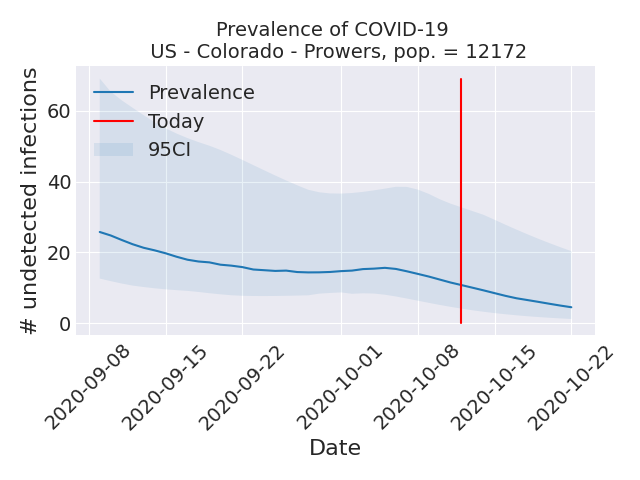 Prevalence of COVID-19
US - Colorado - Prowers, pop. = 12172
# undetected infections
60
40
20
0
Prevalence
Today
95CI
2020-09-08
2020-09-15
2020-09-22
2020-10-01
2020-10-08
2020-10-15
2020-10-22
Date